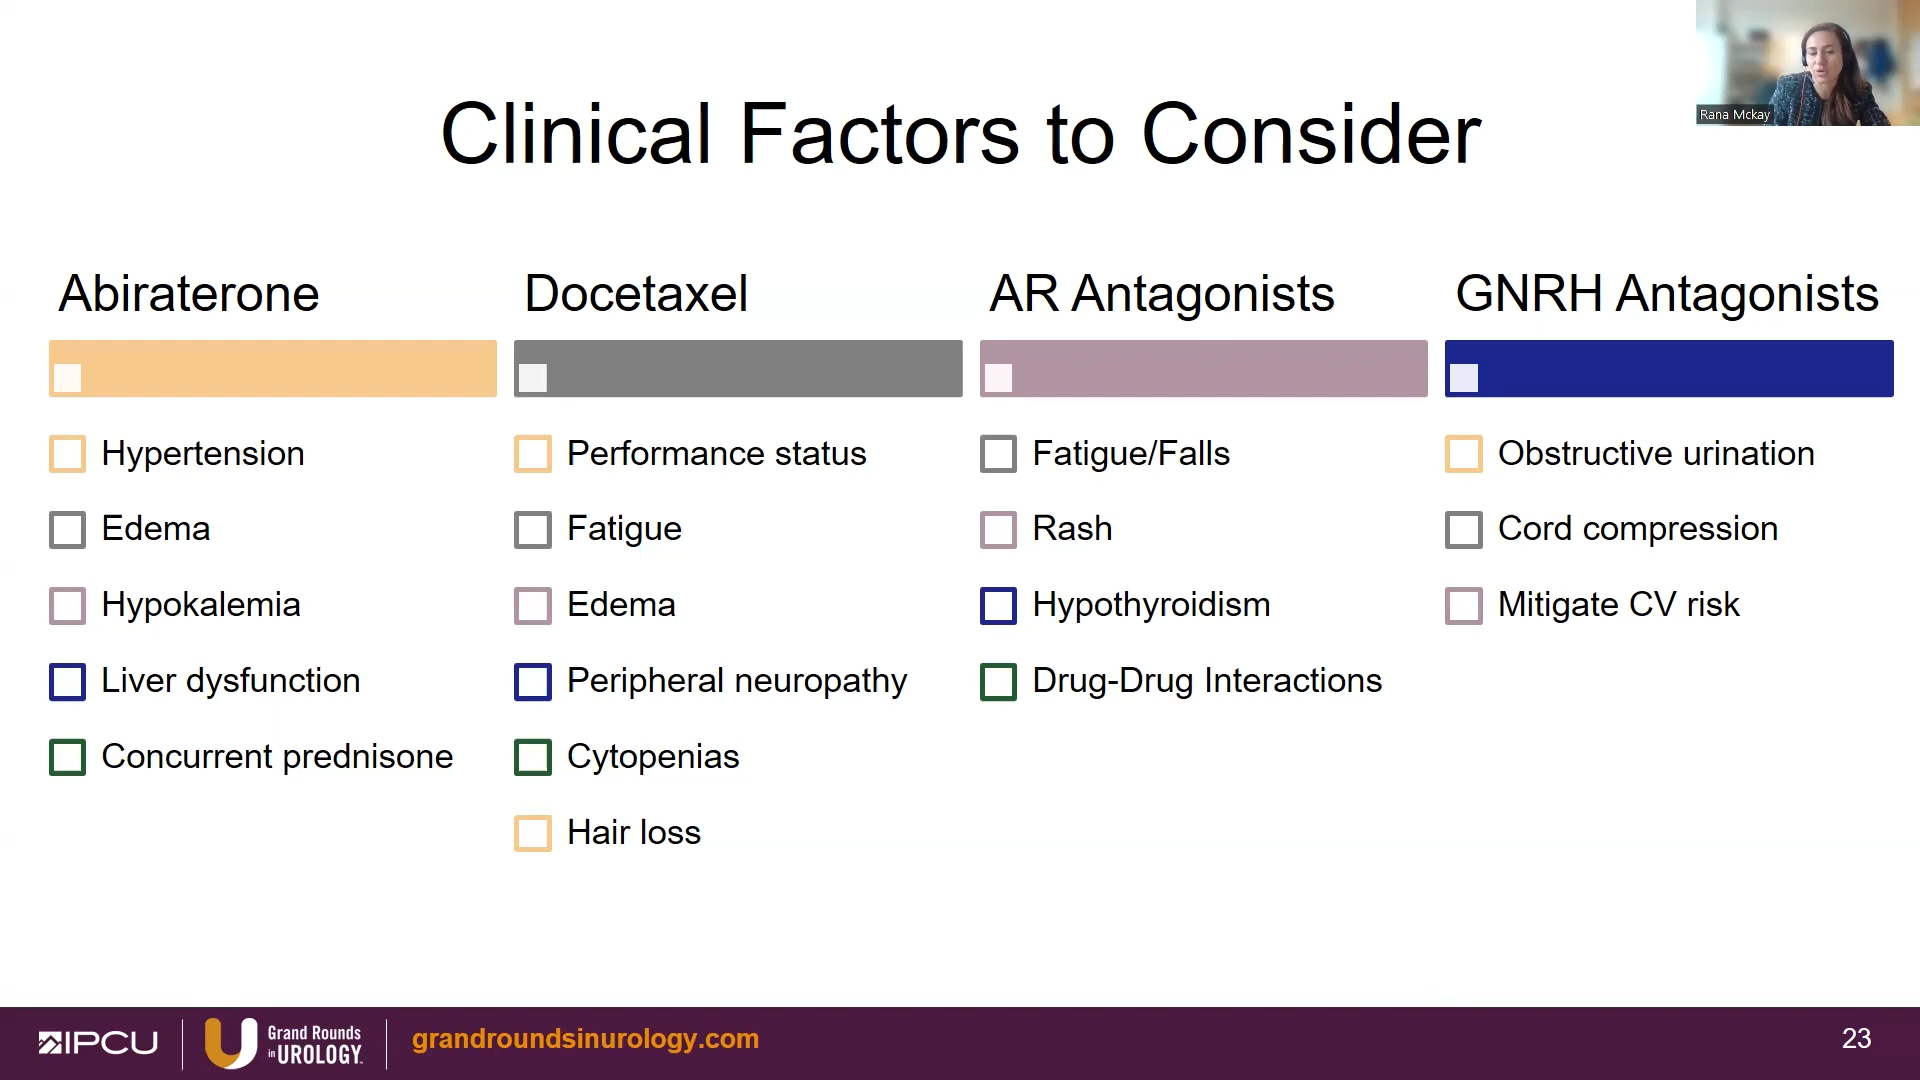 Rana Mckay
Clinical Factors to Consider
Abiraterone
Hypertension
Edema
Hypokalemia
Liver dysfunction
Concurrent prednisone
Docetaxel
Performance status
Fatigue
Edema
Peripheral neuropathy
Cytopenias
Hair loss
AR Antagonists
Fatigue/Falls
Rash
Hypothyroidism
Drug-Drug Interactions
GNRH Antagonists
Obstructive urination
Cord compression
Mitigate CV risk
IPCU
Grand Rounds
in UROLOGY
grandroundsinurology.com
23